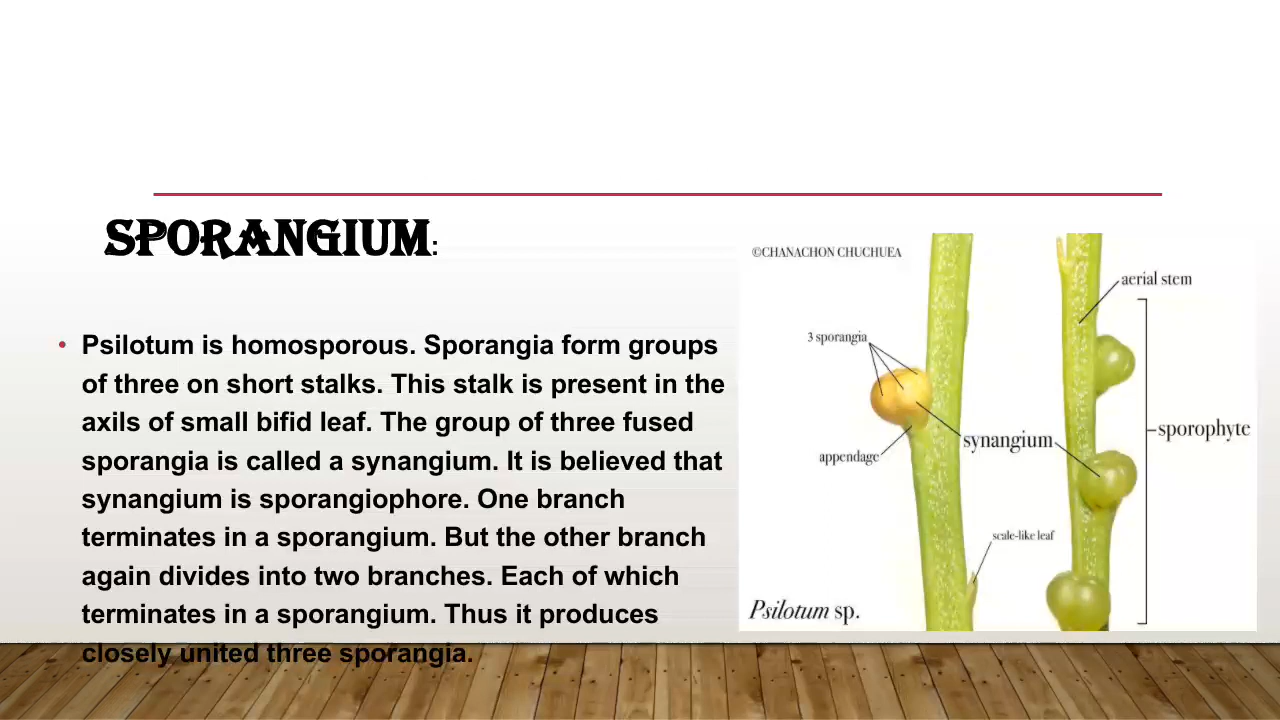 SPORANGIUM:
• Psilotum is homosporous. Sporangia form groups
of three on short stalks. This stalk is present in the
axils of small bifid leaf. The group of three fused
sporangia is called a synangium. It is believed that
synangium is sporangiophore. One branch
terminates in a sporangium. But the other branch
again divides into two branches. Each of which
terminates in a sporangium. Thus it produces
closely united three sporangia.
©CHANACHON CHUCHUEA
aerial stem
3 sporangia
sporophyte
synangium
appendage
scale-like leaf
Psilotum sp.